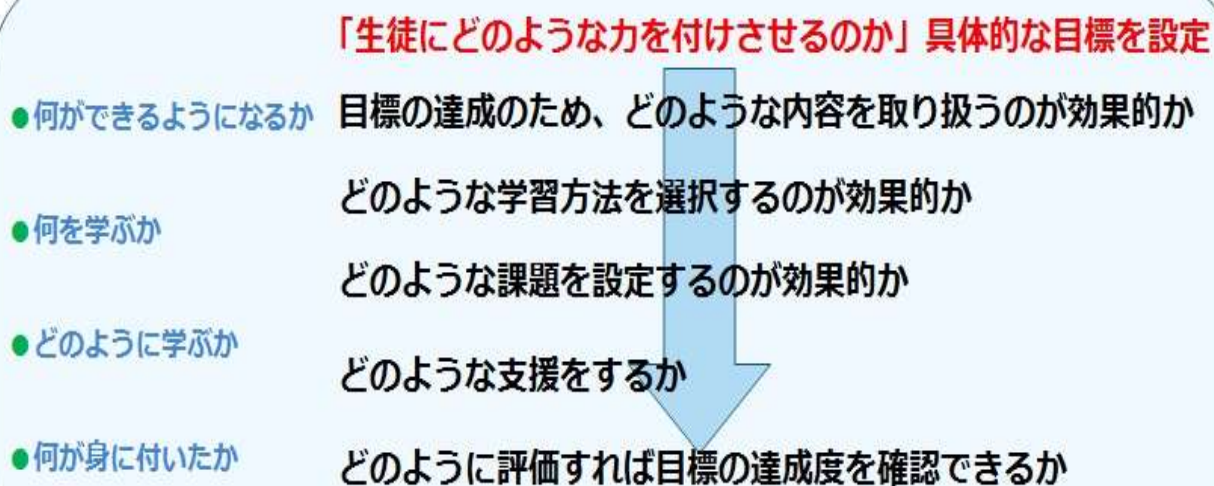 「生徒にどのような力を付けさせるのか」具体的な目標を設定
●何ができるようになるか
目標の達成のため、どのような内容を取り扱うのが効果的か
どのような学習方法を選択するのが効果的か
●何を学ぶか
どのような課題を設定するのが効果的か
●どのように学ぶか
どのような支援をするか
●何が身に付いたか
どのように評価すれば目標の達成度を確認できるか